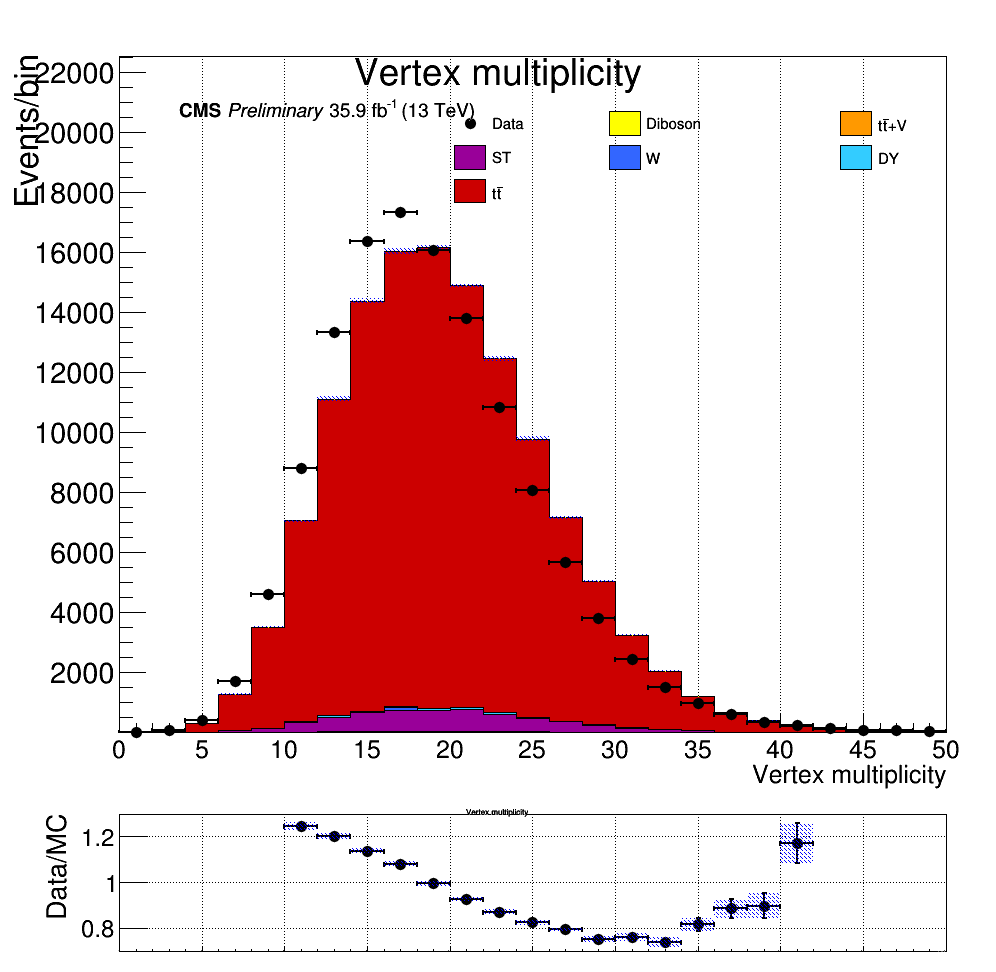 Vertex multiplicity
CMS Preliminary 35.9 fb-1 (13 TeV)
Events/bin
Data
Diboson
tt̄+V
ST
W
DY
tt̄
22000
20000
18000
16000
14000
12000
10000
8000
6000
4000
2000
0 5 10 15 20 25 30 35 40 45 50
Vertex multiplicity
Vertex multiplicity
Data/MC
1.2
1
0.8